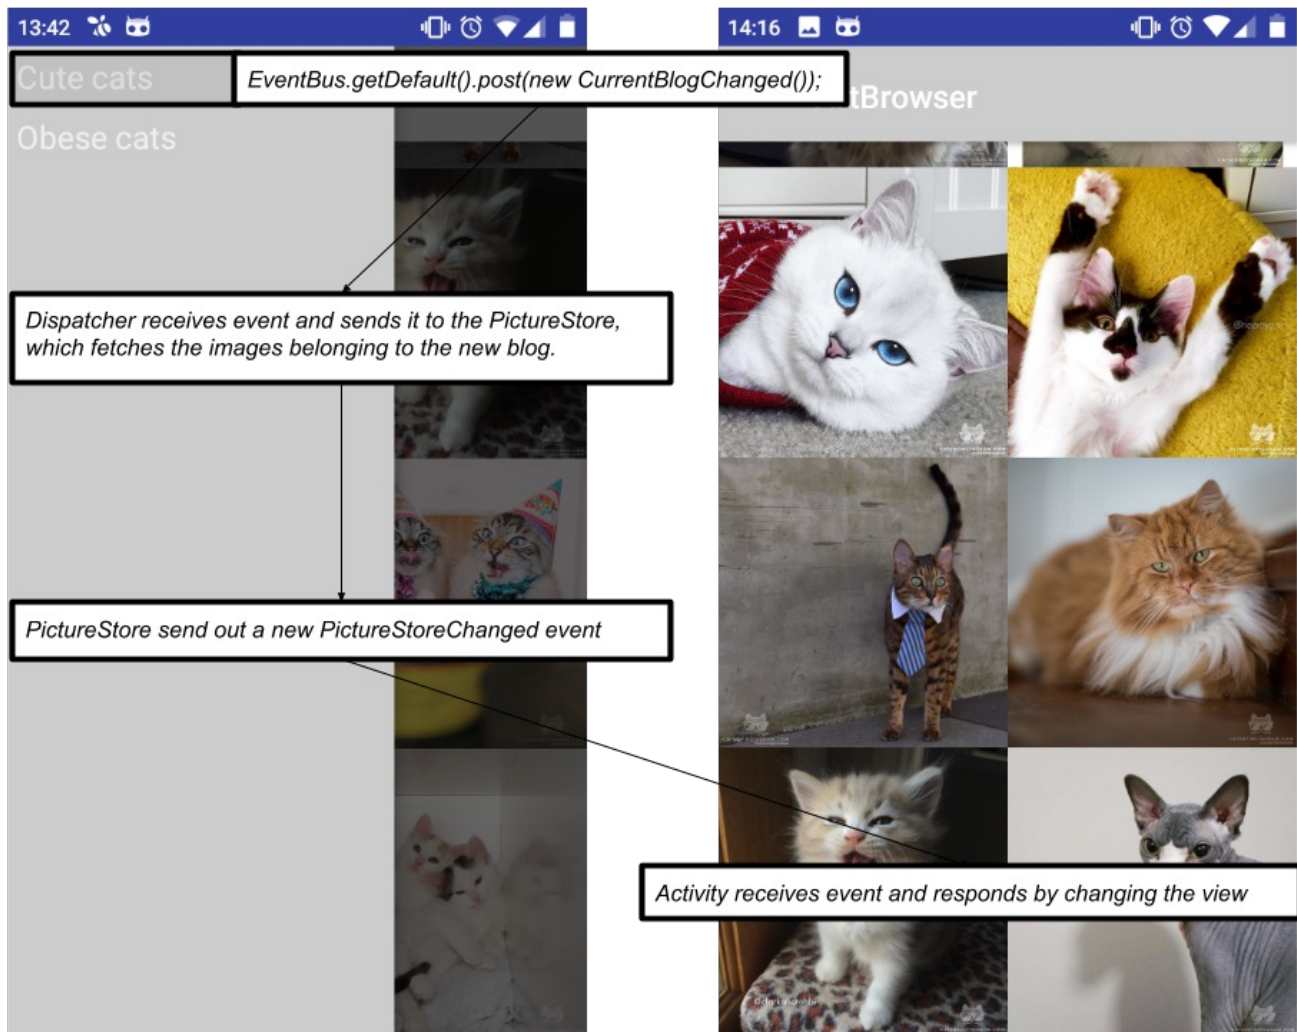 13:42
14:16
Cute cats
EventBus.getDefault().post(new CurrentBlogChanged());
tBrowser
Obese cats
Dispatcher receives event and sends it to the PictureStore,
which fetches the images belonging to the new blog.
PictureStore send out a new PictureStoreChanged event
Activity receives event and responds by changing the view